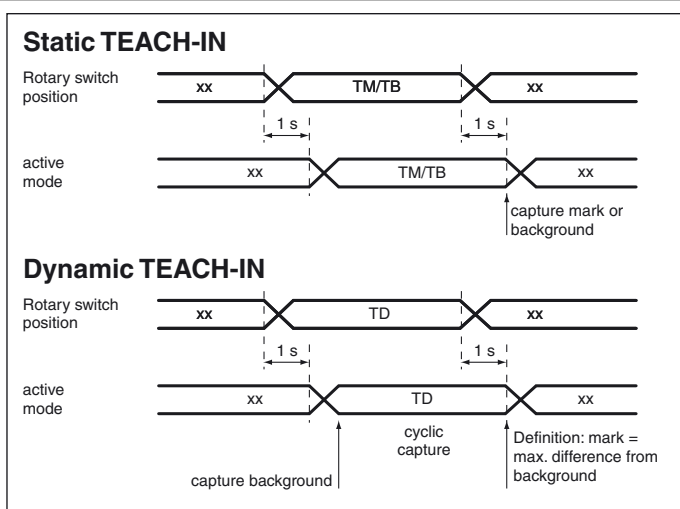 Static TEACH-IN
Rotary switch
position
xx
TM/TB
xx
1 s
1 s
active
mode
xx
TM/TB
xx
capture mark or
background
Dynamic TEACH-IN
Rotary switch
position
xx
TD
xx
1 s
1 s
active
mode
xx
TD
xx
cyclic
capture
Definition: mark =
max. difference from
background
capture background